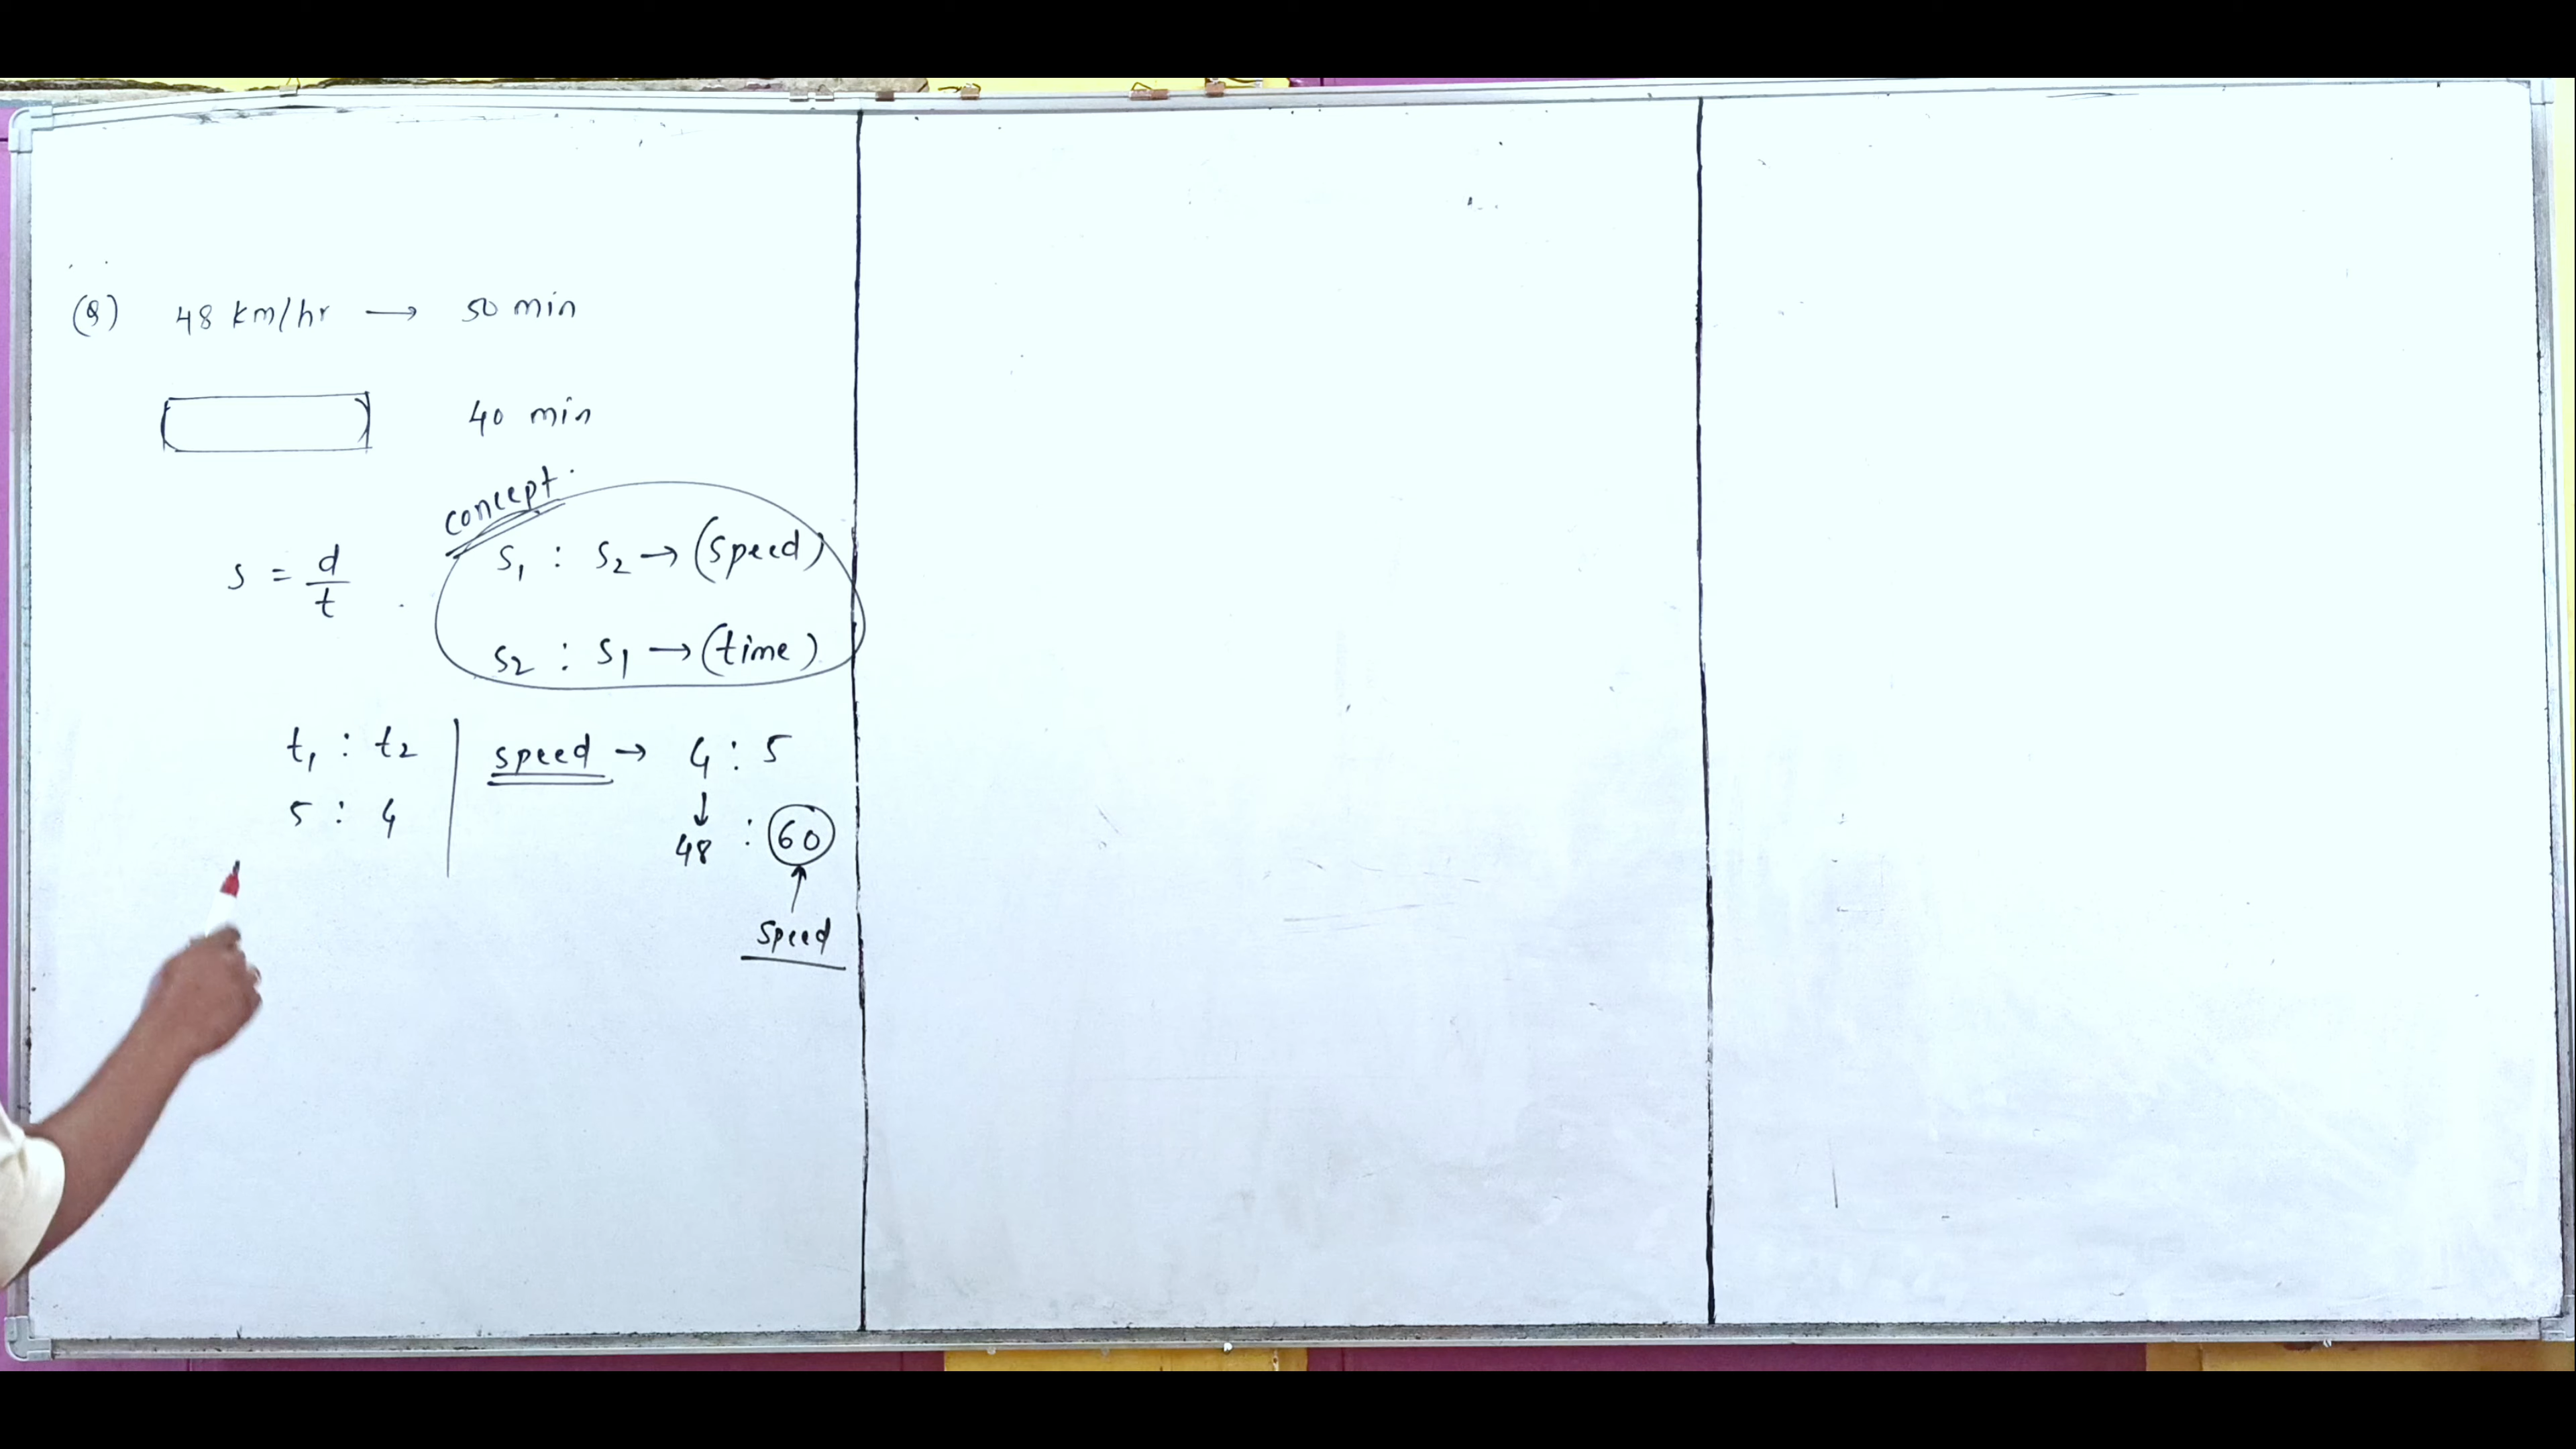 (Q) 48 km/hr → 50 min
40 min
concept
s = d/t
S₁ : S₂ → (speed)
S₂ : S₁ → (time)
t₁ : t₂
5 : 4
speed → 4 : 5
↓
48 : 60
↑
speed